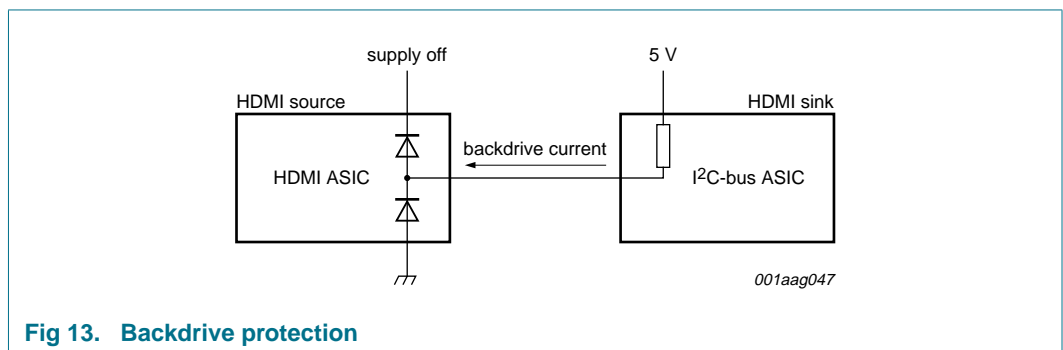 supply off
5 V
HDMI source
HDMI sink
backdrive current
HDMI ASIC
I2C-bus ASIC
001aag047
Fig 13. Backdrive protection